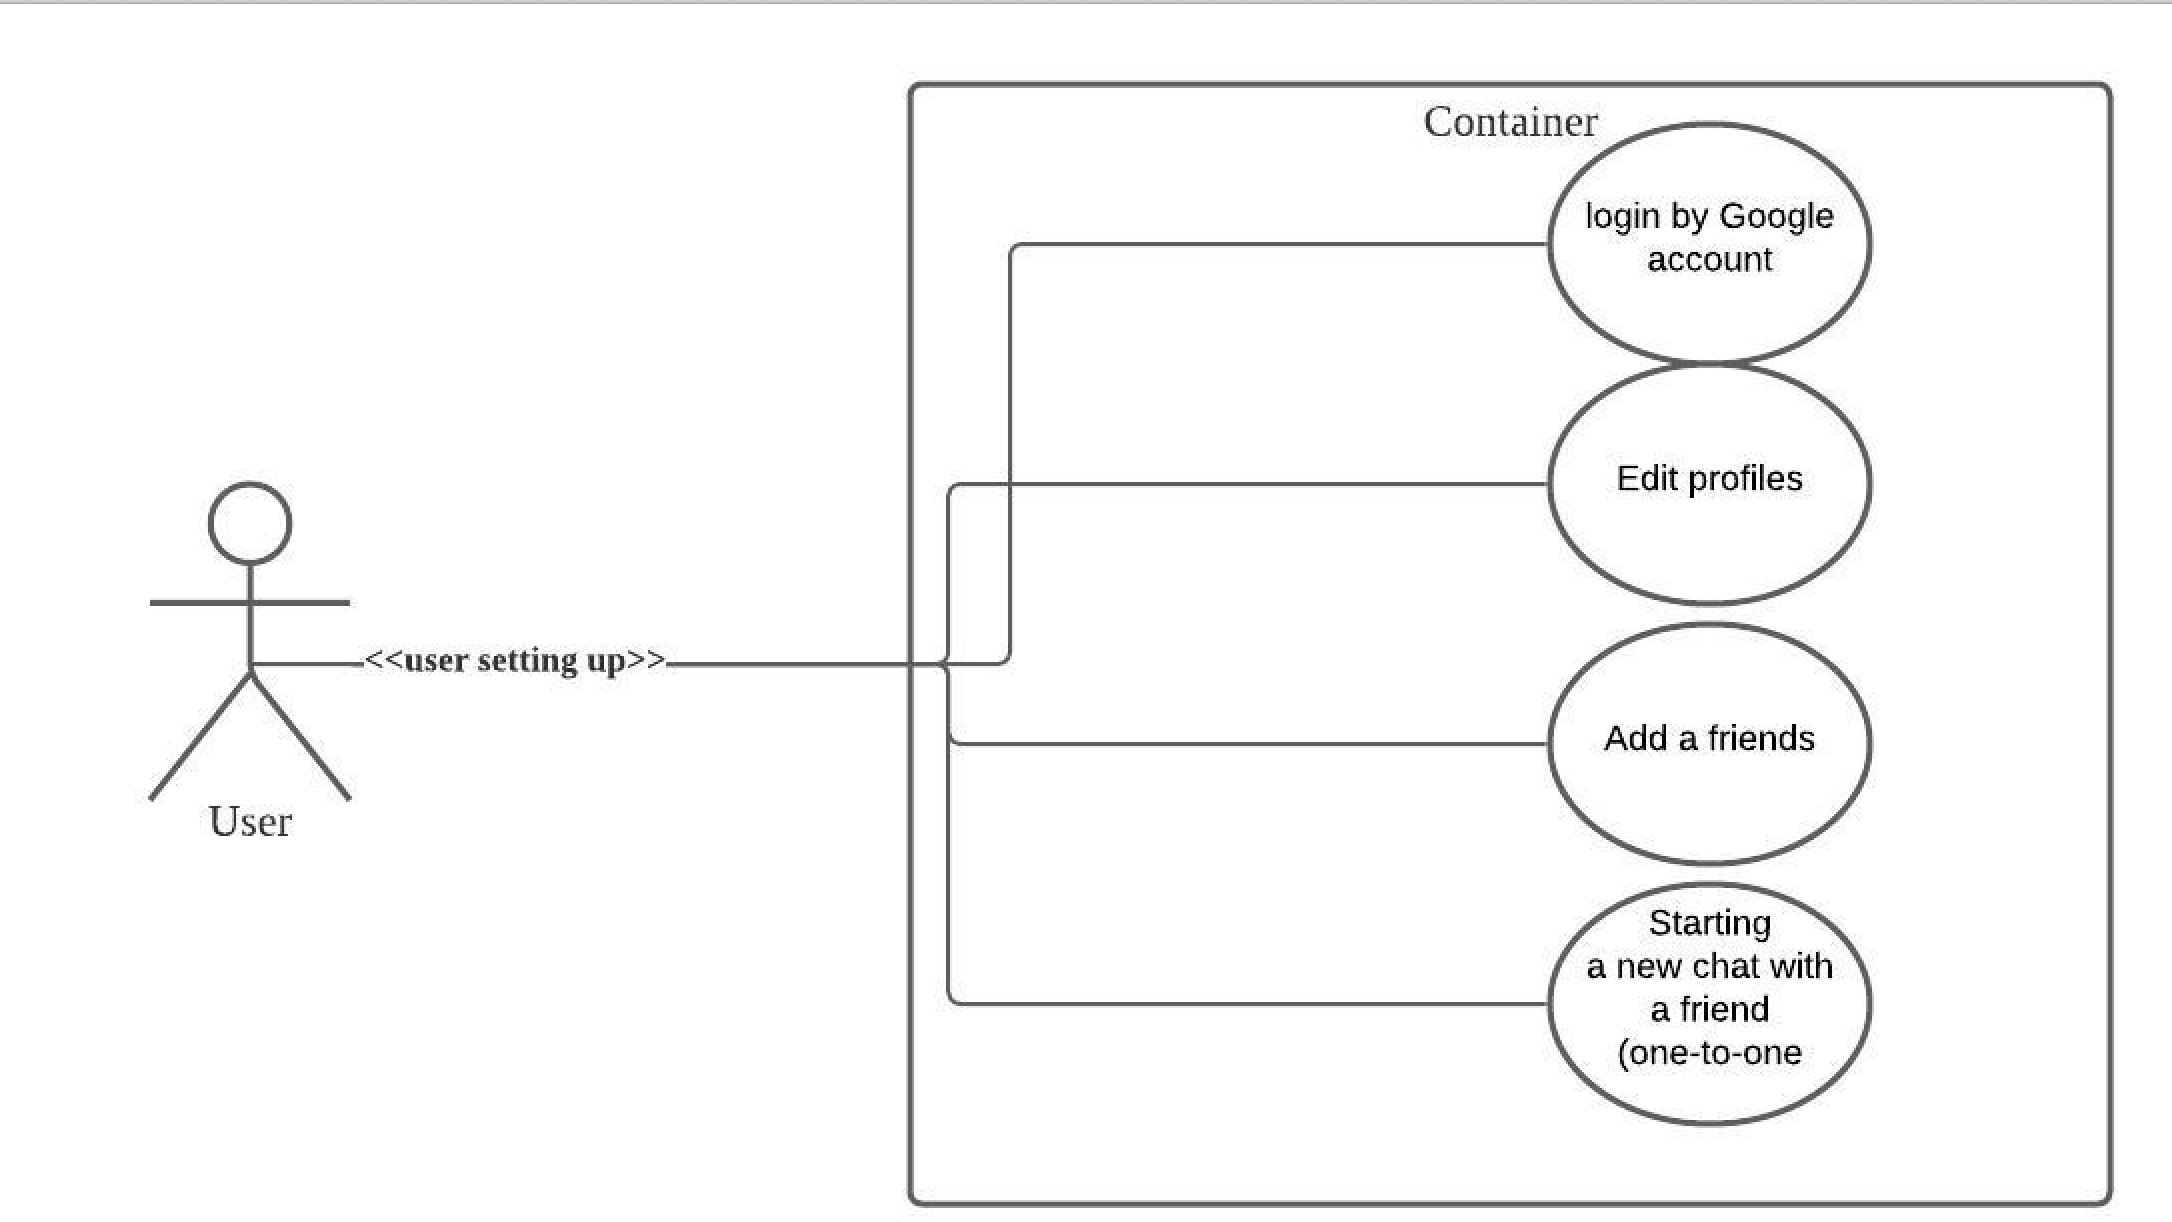 Container
login by Google
account
Edit profiles
<<user setting up>>
Add a friends
User
Starting
a new chat with
a friend
(one-to-one